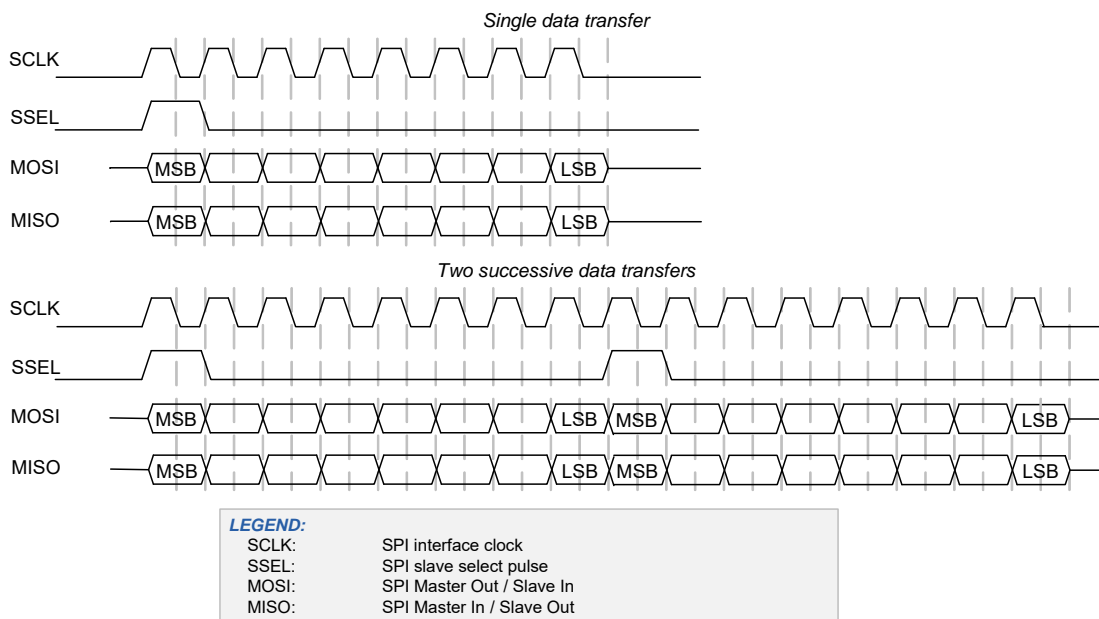 Single data transfer
SCLK
SSEL
MOSI MSB LSB
MISO MSB LSB
Two successive data transfers
SCLK
SSEL
MOSI MSB LSB MSB LSB
MISO MSB LSB MSB LSB
LEGEND:
SCLK: SPI interface clock
SSEL: SPI slave select pulse
MOSI: SPI Master Out / Slave In
MISO: SPI Master In / Slave Out